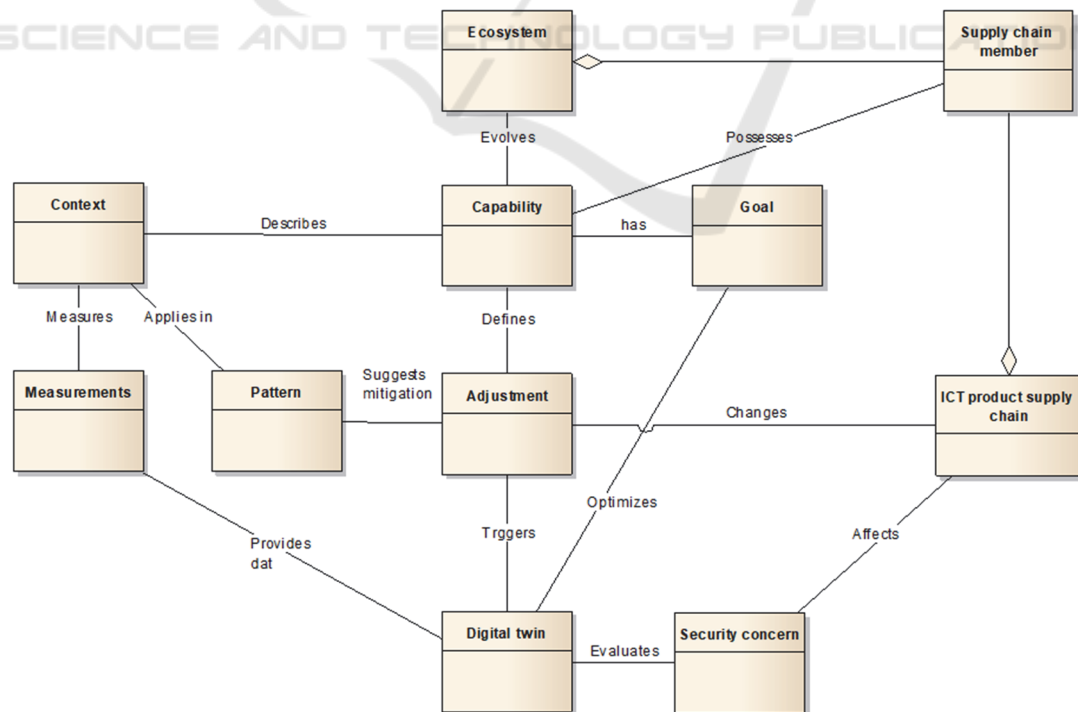 SCIENCE AND TECHNOLOGY PUBLICATION
Ecosystem
Supply chain
member
Evolves
Possesses
Context
Capability
Goal
Describes
has
Measures
Applies in
Defines
Measurements
Pattern
Suggests
mitigation
Adjustment
Changes
ICT product supply
chain
Optimizes
Provides
dat
Trggers
Affects
Digital twin
Evaluates
Security concern